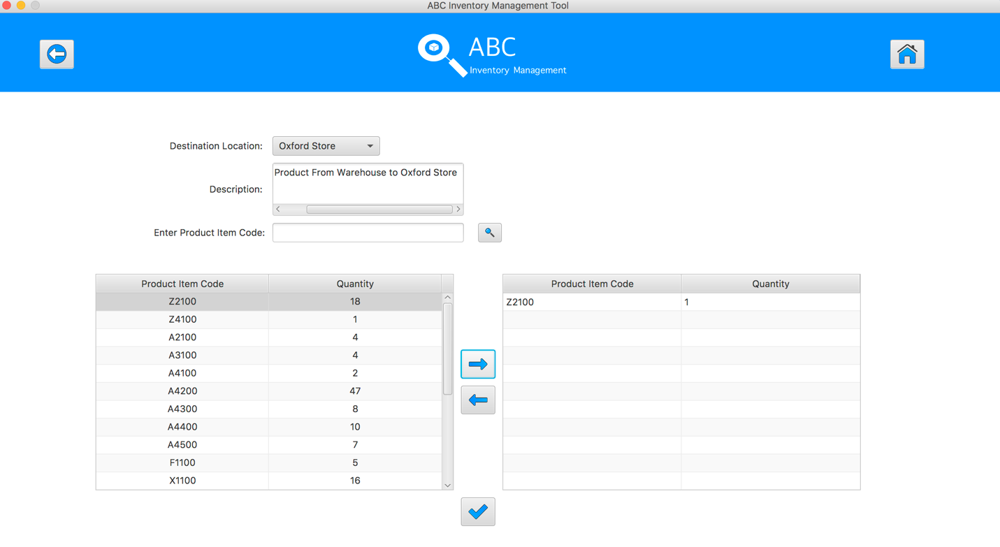 ABC Inventory Management Tool
ABC
Inventory Management
Destination Location: Oxford Store
Description: Product From Warehouse to Oxford Store
Enter Product Item Code:
Product Item Code Quantity
Z2100 18
Z4100 1
A2100 4
A3100 4
A4100 2
A4200 47
A4300 8
A4400 10
A4500 7
F1100 5
X1100 16
Product Item Code Quantity
Z2100 1